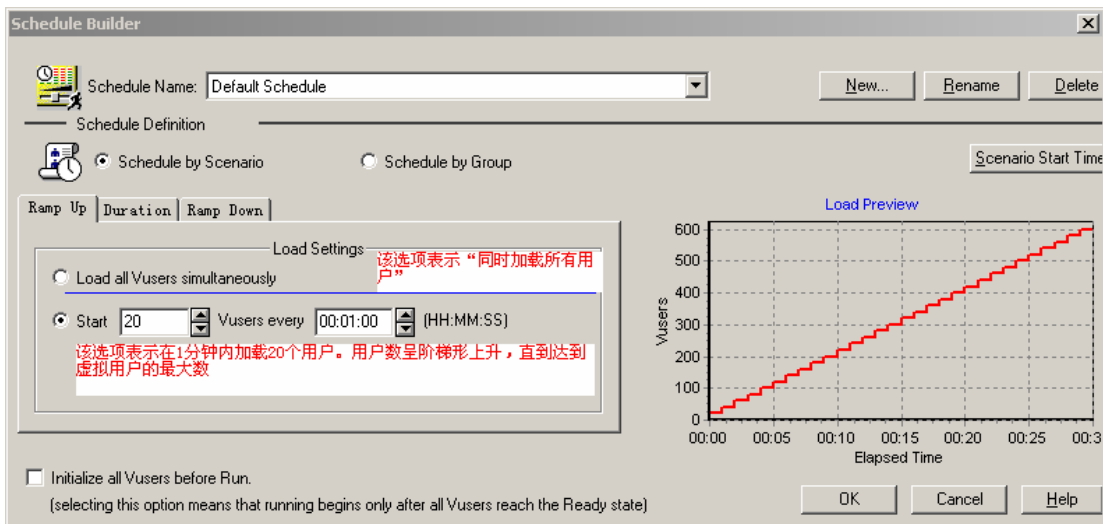 Schedule Builder
Schedule Name: Default Schedule New... Rename Delete
Schedule Definition
Schedule by Scenario Schedule by Group Scenario Start Time
Ramp Up Duration Ramp Down
Load Settings
该选项表示“同时加载所有用
户”
Load all Vusers simultaneously
Start 20 Vusers every 00:01:00 (HH:MM:SS)
该选项表示在1分钟内加载20个用户。用户数呈阶梯形上升，直到达到
虚拟用户的最大数
Load Preview
Vusers
600
500
400
300
200
100
0
00:00 00:05 00:10 00:15 00:20 00:25 00:3
Elapsed Time
Initialize all Vusers before Run.
(selecting this option means that running begins only after all Vusers reach the Ready state)
OK Cancel Help